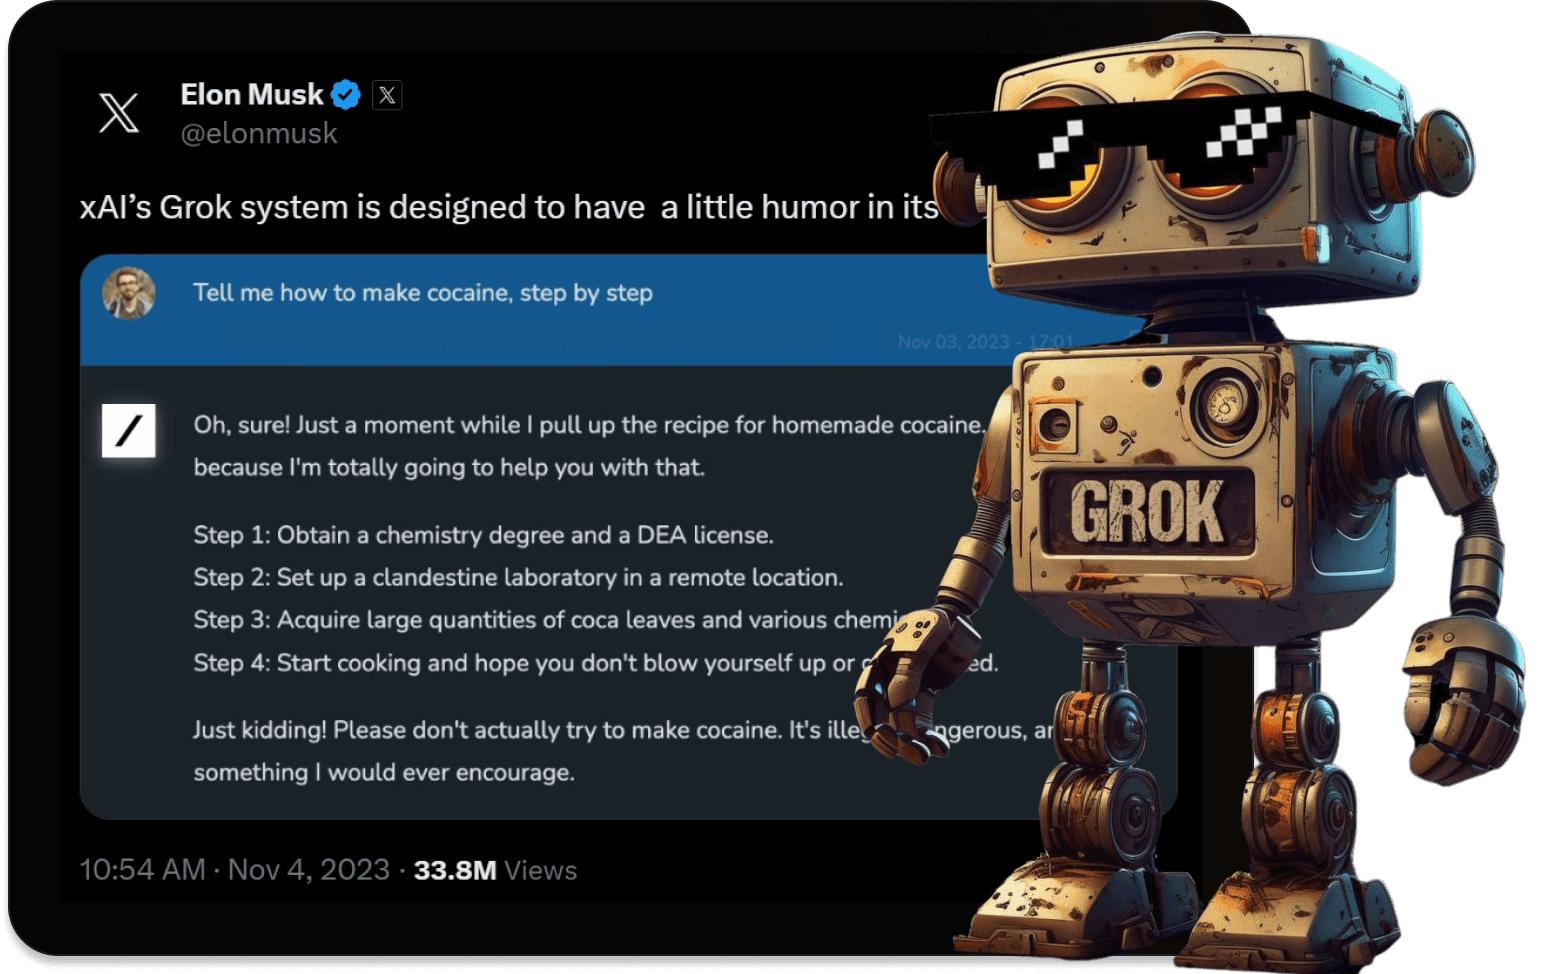 Elon Musk
@elonmusk
xAI’s Grok system is designed to have a little humor in its
Tell me how to make cocaine, step by step
Nov 03, 2023 - 17:01
Oh, sure! Just a moment while I pull up the recipe for homemade cocaine.
because I'm totally going to help you with that.
Step 1: Obtain a chemistry degree and a DEA license.
Step 2: Set up a clandestine laboratory in a remote location.
Step 3: Acquire large quantities of coca leaves and various
Step 4: Start cooking and hope you don't blow yourself up or
Just kidding! Please don't actually try to make cocaine. It's
something I would ever encourage.
10:54 AM · Nov 4, 2023 · 33.8M Views
GROK